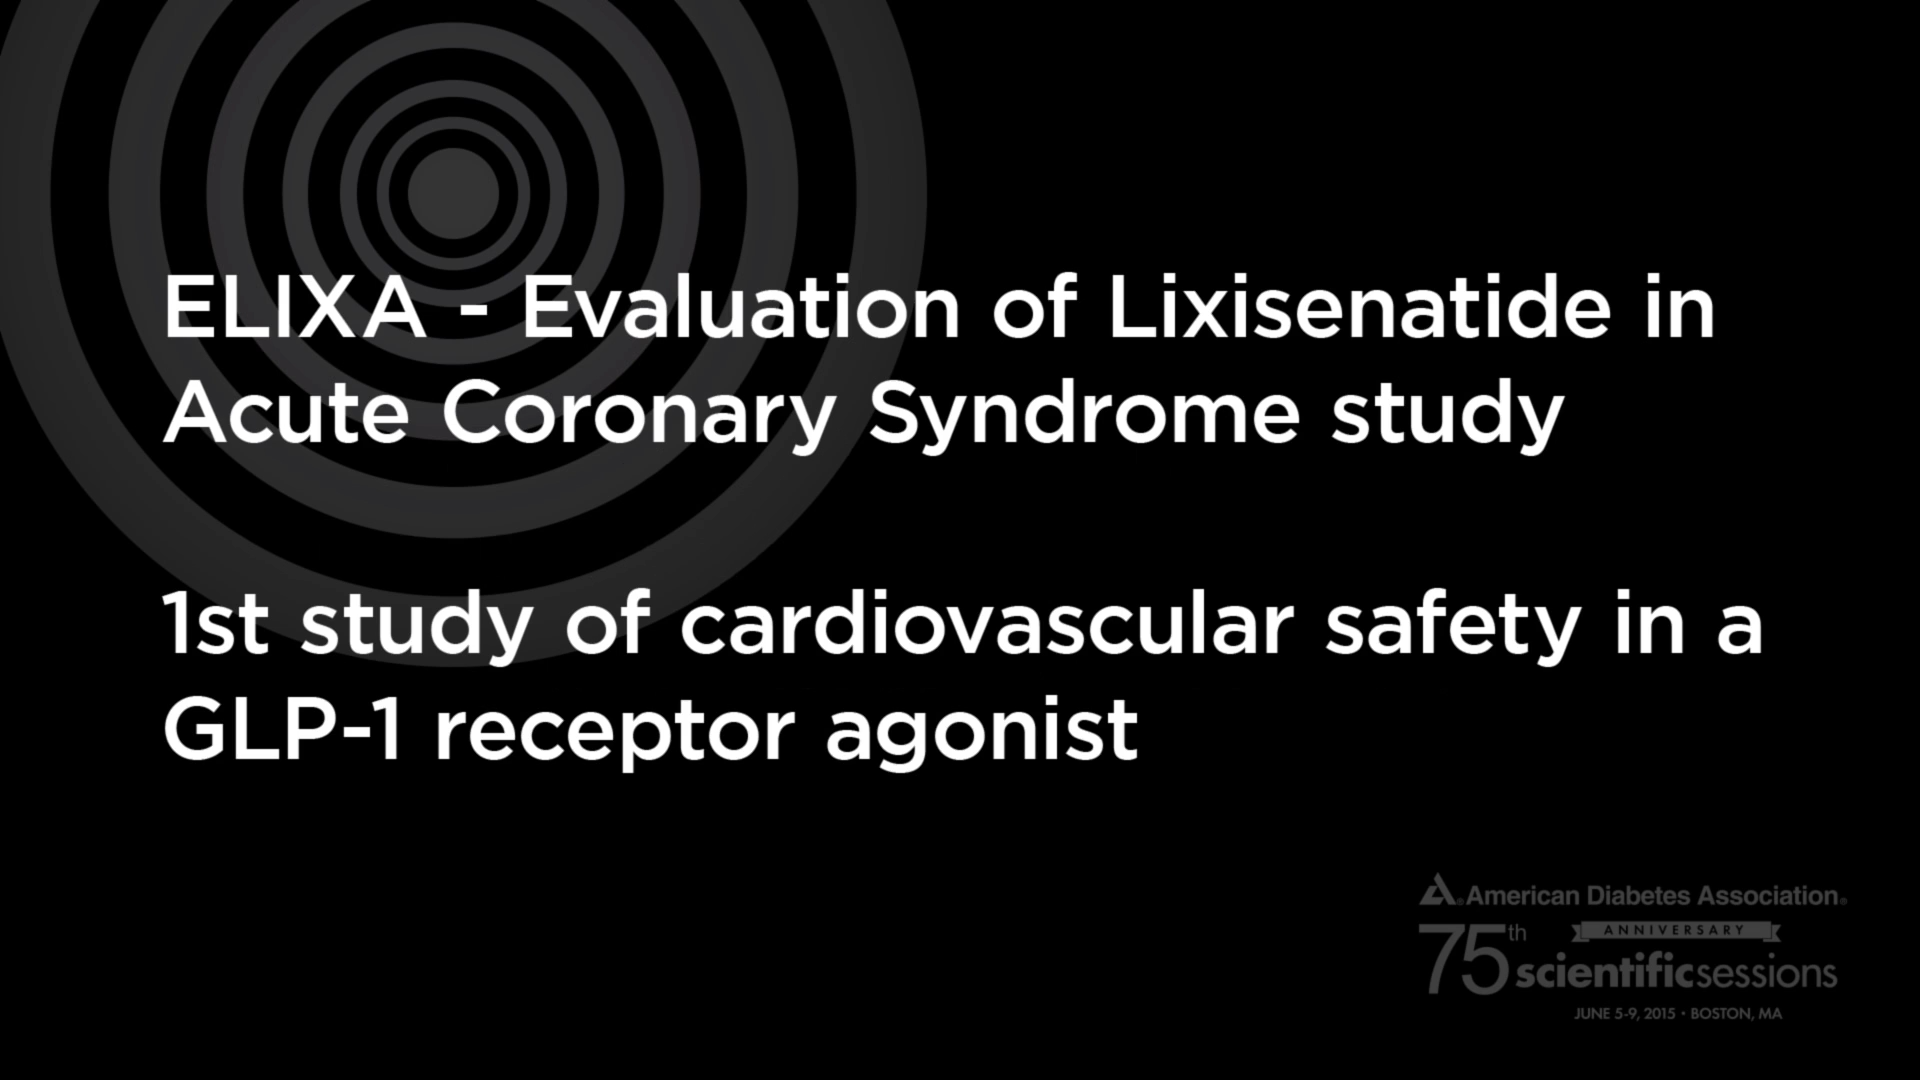 ELIXA - Evaluation of Lixisenatide in
Acute Coronary Syndrome study
1st study of cardiovascular safety in a
GLP-1 receptor agonist
American Diabetes Association®
75th ANNIVERSARY
scientificsessions
JUNE 5-9, 2015 • BOSTON, MA